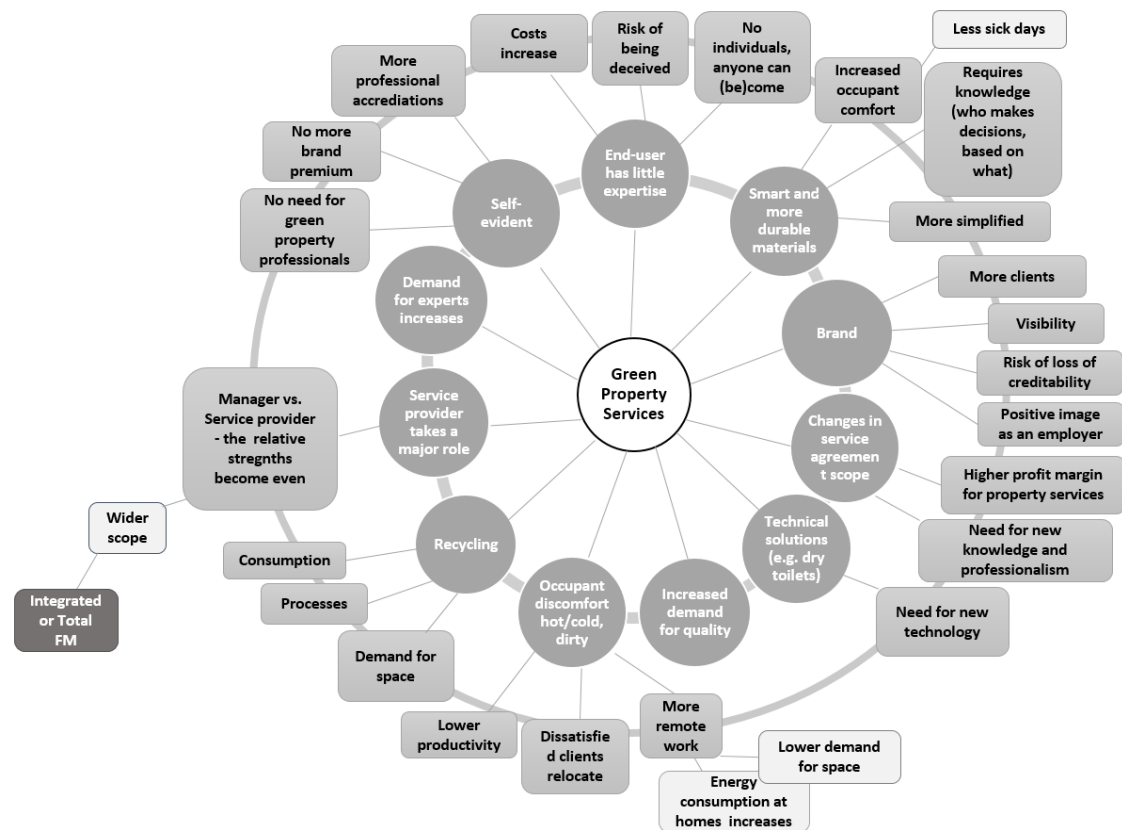 Less sick days
Costs
increase
Risk of
being
deceived
No
individuals,
anyone can
(be)come
Increased
occupant
comfort
Requires
knowledge
(who makes
decisions,
based on
what)
More
professional
accrediations
No more
brand
premium
No need for
green
property
professionals
End-user
has little
expertise
Self-
evident
Smart and
more
durable
materials
More simplified
Demand
for experts
increases
More clients
Brand
Visibility
Green
Property
Services
Risk of loss of
creditability
Manager vs.
Service provider
- the relative
stregnths
become even
Service
provider
takes a
major role
Positive image
as an employer
Changes in
service
agreemen
t scope
Higher profit margin
for property services
Wider
scope
Recycling
Technical
solutions
(e.g. dry
toilets)
Need for new
knowledge and
professionalism
Consumption
Processes
Integrated
or Total
FM
Occupant
discomfort
hot/cold,
dirty
Increased
demand
for quality
Need for new
technology
Demand for
space
Lower
productivity
Dissatisfie
d clients
relocate
More
remote
work
Lower demand
for space
Energy
consumption at
homes increases